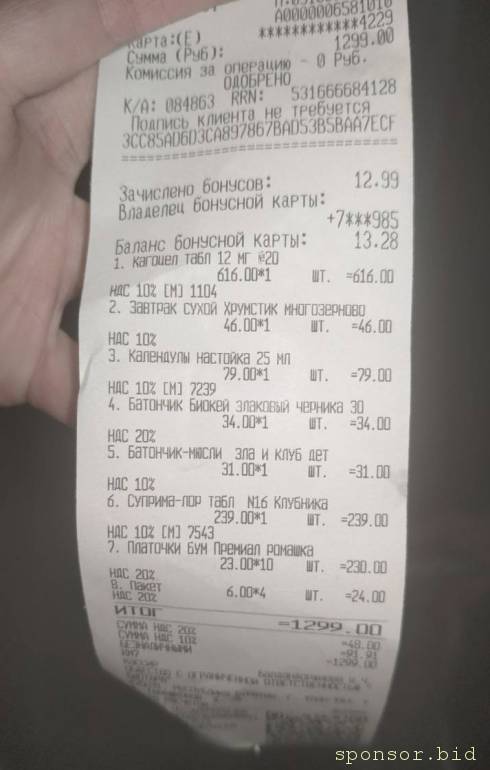 A0000006581010
Карта:(E) ************4229
Сумма (Руб): 1299.00
Комиссия за операцию - 0 Руб.
ОДОБРЕНО
К/А: 084863 RRN: 531666684128
Подпись клиента не требуется
3CC85AD6D3CA897867BAD53B5BAA7ECF
================================
Зачислено бонусов: 12.99
Владелец бонусной карты:
+7***985
Баланс бонусной карты: 13.28
1. Кагоцел табл 12 мг №20
616.00*1 шт. =616.00
НДС 10% [М] 1104
2. Завтрак сухой Хрумстик многозерново
46.00*1 шт. =46.00
НДС 10%
3. Календулы настойка 25 мл
79.00*1 шт. =79.00
НДС 10% [М] 7239
4. Батончик Биокей злаковый черника 30
34.00*1 шт. =34.00
НДС 20%
5. Батончик-мюсли зла и клуб дет
31.00*1 шт. =31.00
НДС 10%
6. Суприма-лор табл N16 Клубника
239.00*1 шт. =239.00
НДС 10% [М] 7543
7. Платочки бум Премиал ромашка
23.00*10 шт. =230.00
НДС 20%
8. Пакет
6.00*4 шт. =24.00
НДС 20%
ИТОГ =1299.00
СУММА НДС 20% =48.00
СУММА НДС 10% =91.91
БЕЗНАЛИЧНЫМИ =1299.00
КАССИР
sponsor.bid